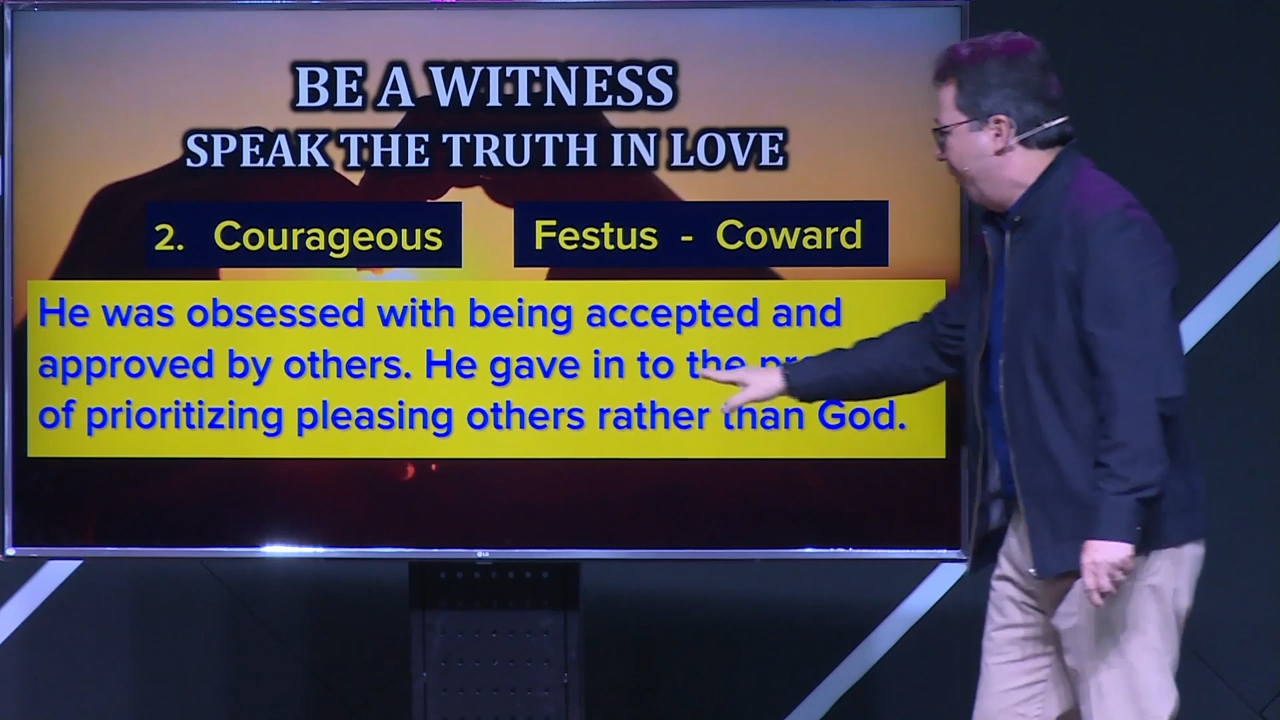 BE A WITNESS
SPEAK THE TRUTH IN LOVE
2. Courageous
Festus - Coward
He was obsessed with being accepted and
approved by others. He gave in to the
of prioritizing pleasing others rather than God.
LG